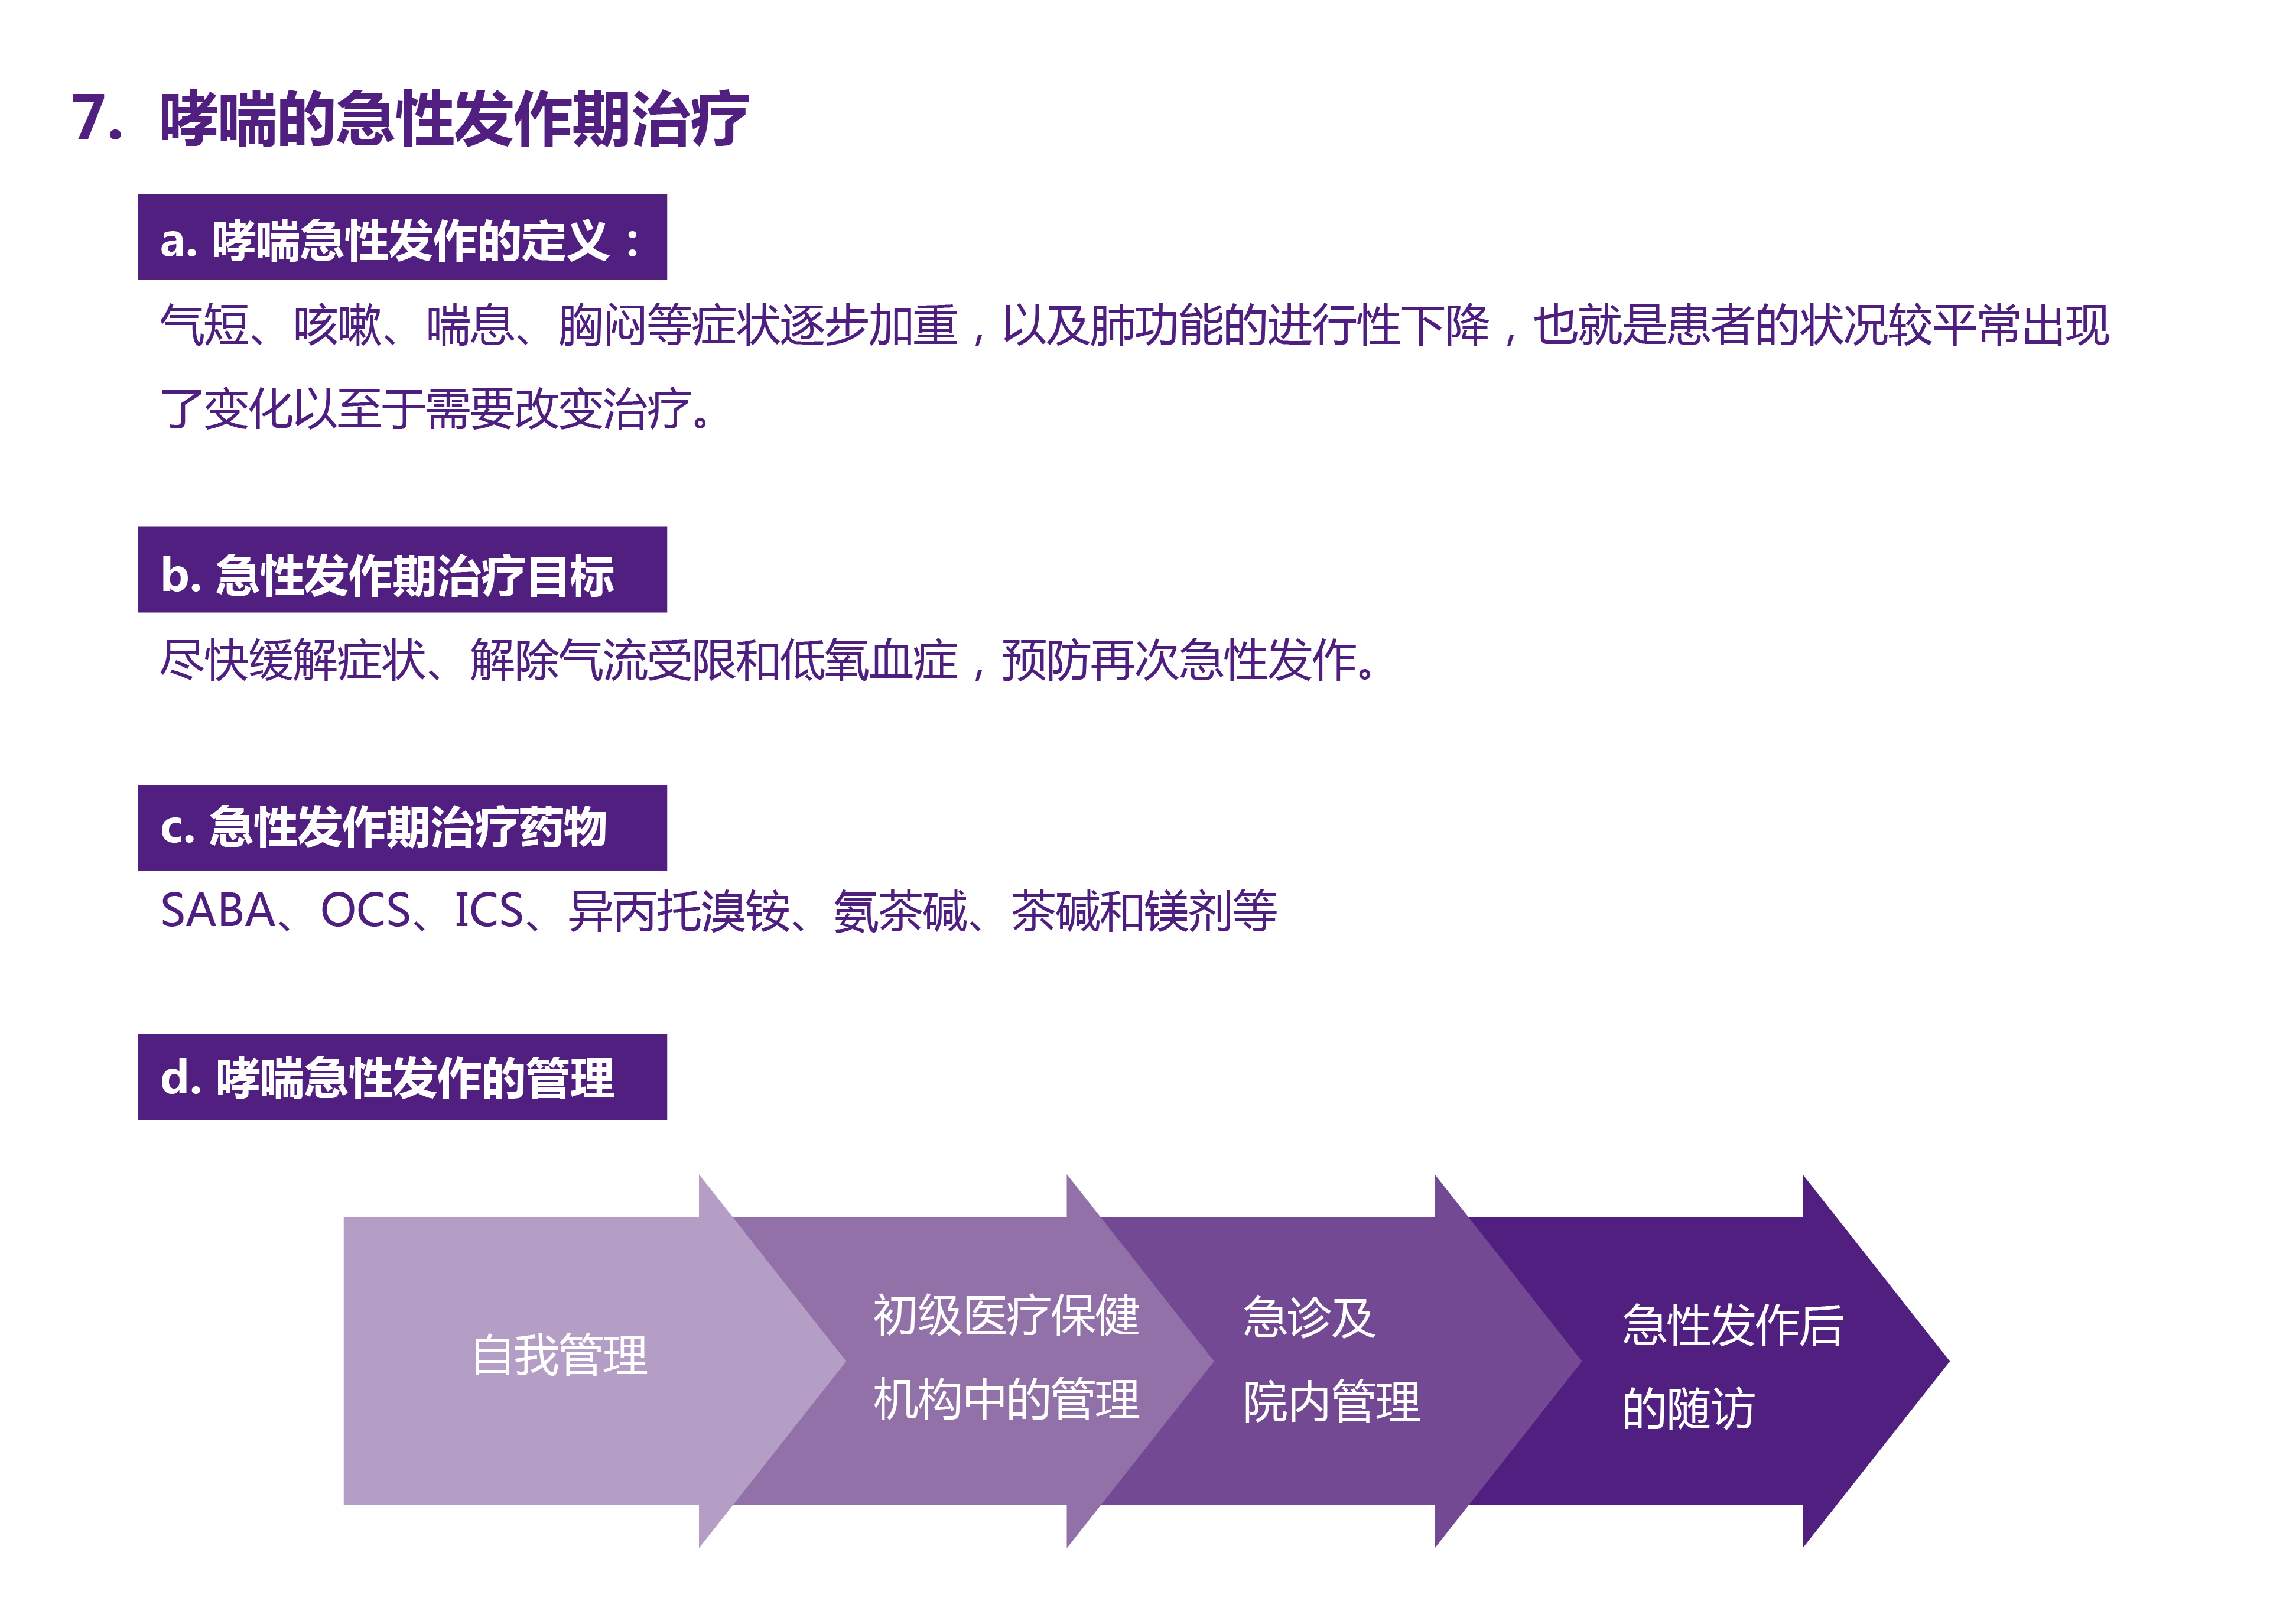 7. 哮喘的急性发作期治疗
a. 哮喘急性发作的定义：
气短、咳嗽、喘息、胸闷等症状逐步加重，以及肺功能的进行性下降，也就是患者的状况较平常出现
了变化以至于需要改变治疗。
b. 急性发作期治疗目标
尽快缓解症状、解除气流受限和低氧血症，预防再次急性发作。
c. 急性发作期治疗药物
SABA、OCS、ICS、异丙托溴铵、氨茶碱、茶碱和镁剂等
d. 哮喘急性发作的管理
自我管理
初级医疗保健
机构中的管理
急诊及
院内管理
急性发作后
的随访